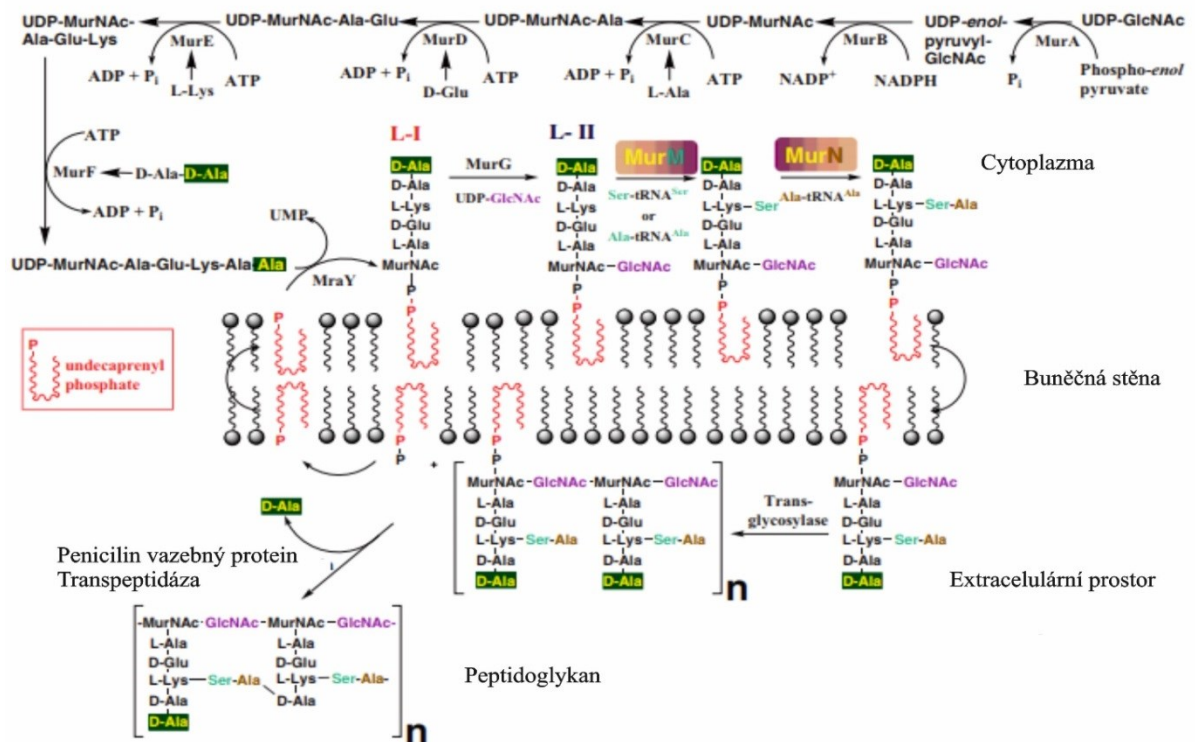 UDP-MurNAc-
Ala-Glu-Lys
UDP-MurNAc-Ala-Glu
UDP-MurNAc-Ala
UDP-MurNAc
UDP-enol-
pyruvyl-
GlcNAc
UDP-GlcNAc
MurE
MurD
MurC
MurB
MurA
ADP + Pi
L-Lys
ATP
ADP + Pi
D-Glu
ATP
ADP + Pi
L-Ala
ATP
NADP+
NADPH
Pi
Phospho-enol
pyruvate
ATP
MurF
D-Ala-D-Ala
ADP + Pi
UDP-MurNAc-Ala-Glu-Lys-Ala-Ala
UMP
MraY
L-I
D-Ala
D-Ala
L-Lys
D-Glu
L-Ala
MurNAc
P
P
MurG
UDP-GlcNAc
L- II
D-Ala
D-Ala
L-Lys
D-Glu
L-Ala
MurNAc-GlcNAc
P
P
MurM
Ser-tRNASer
or
Ala-tRNAAla
D-Ala
D-Ala
L-Lys-Ser
D-Glu
L-Ala
MurNAc-GlcNAc
P
P
MurN
Ala-tRNAAla
D-Ala
D-Ala
L-Lys-Ser-Ala
D-Glu
L-Ala
MurNAc-GlcNAc
P
P
Cytoplazma
P
undecaprenyl
phosphate
P
P
Buněčná stěna
P
P
+
P
P
MurNAc-GlcNAc-MurNAc-GlcNAc
L-Ala L-Ala
D-Glu D-Glu
L-Lys-Ser-Ala L-Lys-Ser-Ala
D-Ala D-Ala
D-Ala D-Ala
n
Trans-
glycosylase
P
P
MurNAc-GlcNAc
L-Ala
D-Glu
L-Lys-Ser-Ala
D-Ala
D-Ala
Extracelulární prostor
D-Ala
Penicilin vazebný protein
Transpeptidáza
-MurNAc-GlcNAc-MurNAc-GlcNAc-
L-Ala L-Ala
D-Glu D-Glu
L-Lys-Ser-Ala L-Lys-Ser-Ala-
D-Ala D-Ala
D-Ala
n
Peptidoglykan